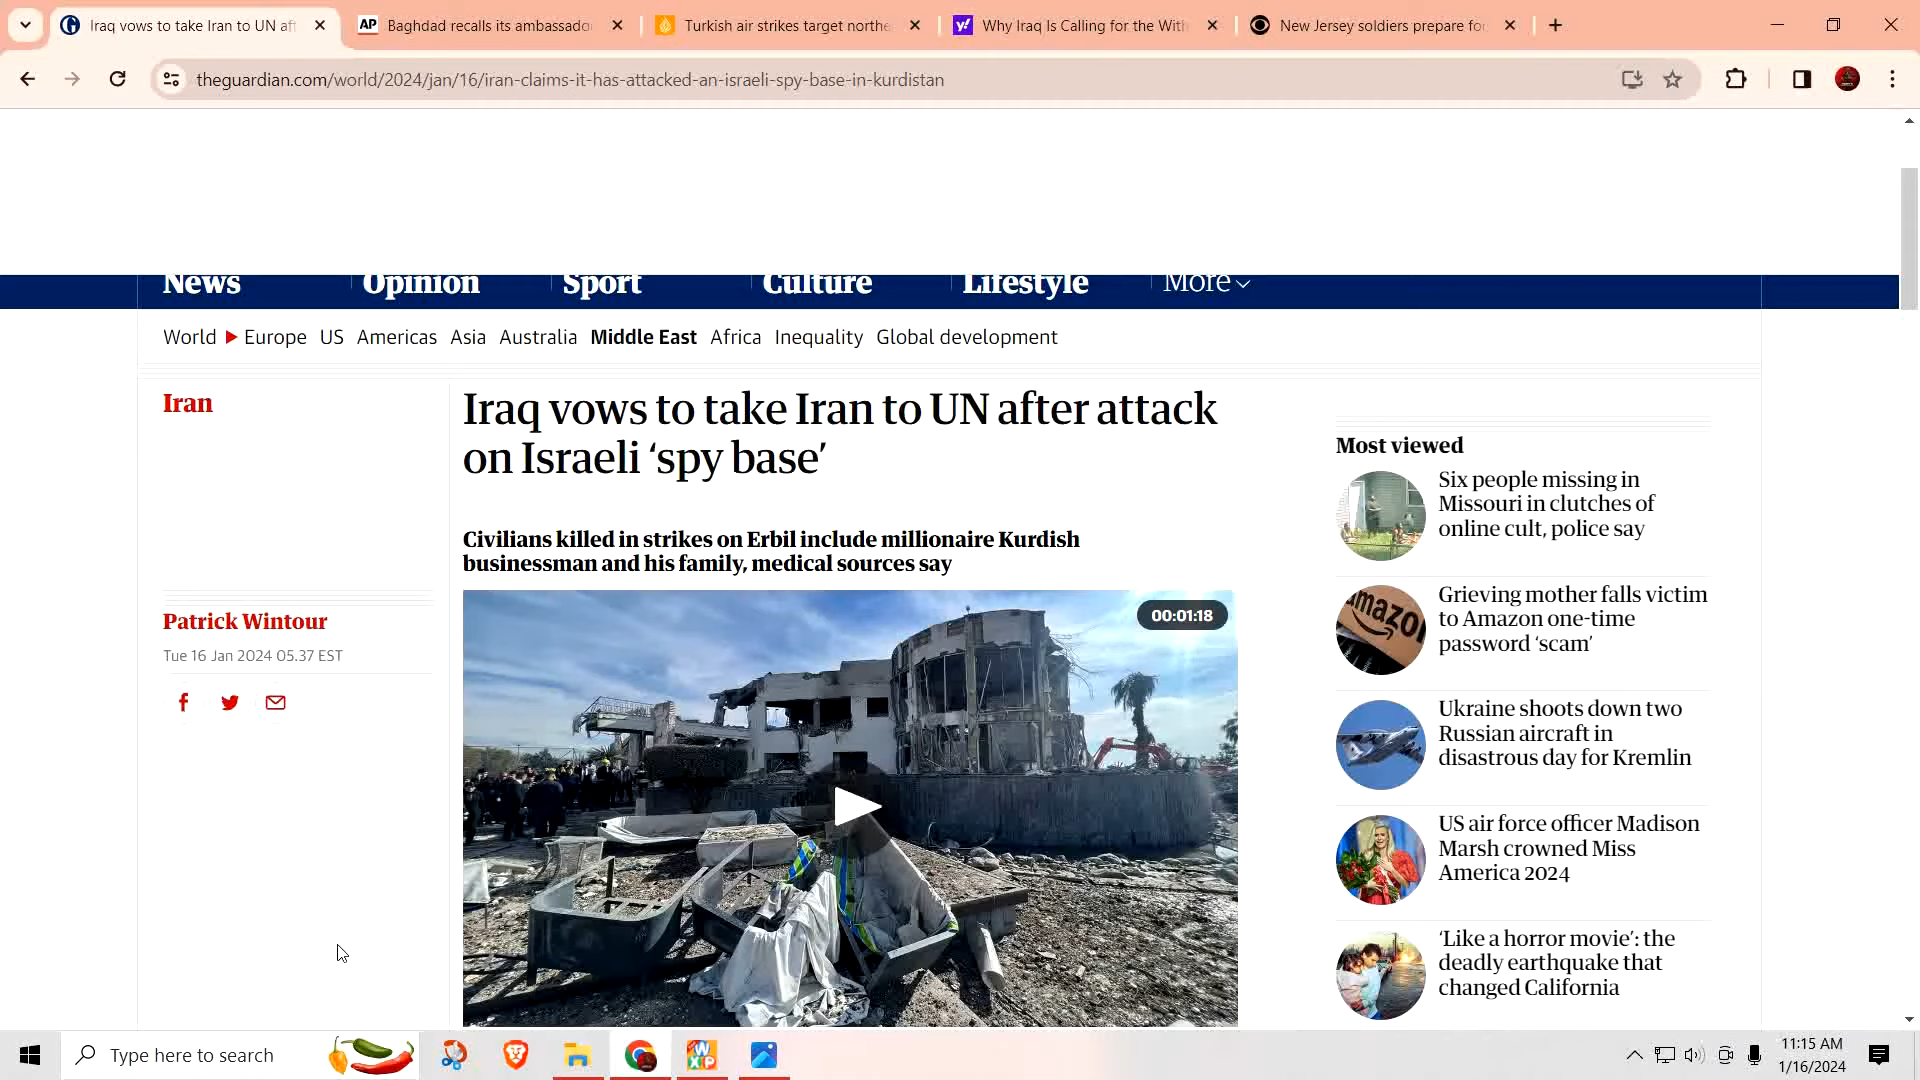 Iraq vows to take Iran to UN af
AP
Baghdad recalls its ambassado
Turkish air strikes target northe
y!
Why Iraq Is Calling for the With
New Jersey soldiers prepare fo
theguardian.com/world/2024/jan/16/iran-claims-it-has-attacked-an-israeli-spy-base-in-kurdistan
News Opinion Sport Culture Lifestyle More
World Europe US Americas Asia Australia Middle East Africa Inequality Global development
Iran
Iraq vows to take Iran to UN after attack
on Israeli ‘spy base’
Civilians killed in strikes on Erbil include millionaire Kurdish
businessman and his family, medical sources say
Patrick Wintour
Tue 16 Jan 2024 05.37 EST
00:01:18
Most viewed
Six people missing in
Missouri in clutches of
online cult, police say
amazo
Grieving mother falls victim
to Amazon one-time
password ‘scam’
Ukraine shoots down two
Russian aircraft in
disastrous day for Kremlin
US air force officer Madison
Marsh crowned Miss
America 2024
‘Like a horror movie’: the
deadly earthquake that
changed California
Type here to search
W
XP
11:15 AM
1/16/2024